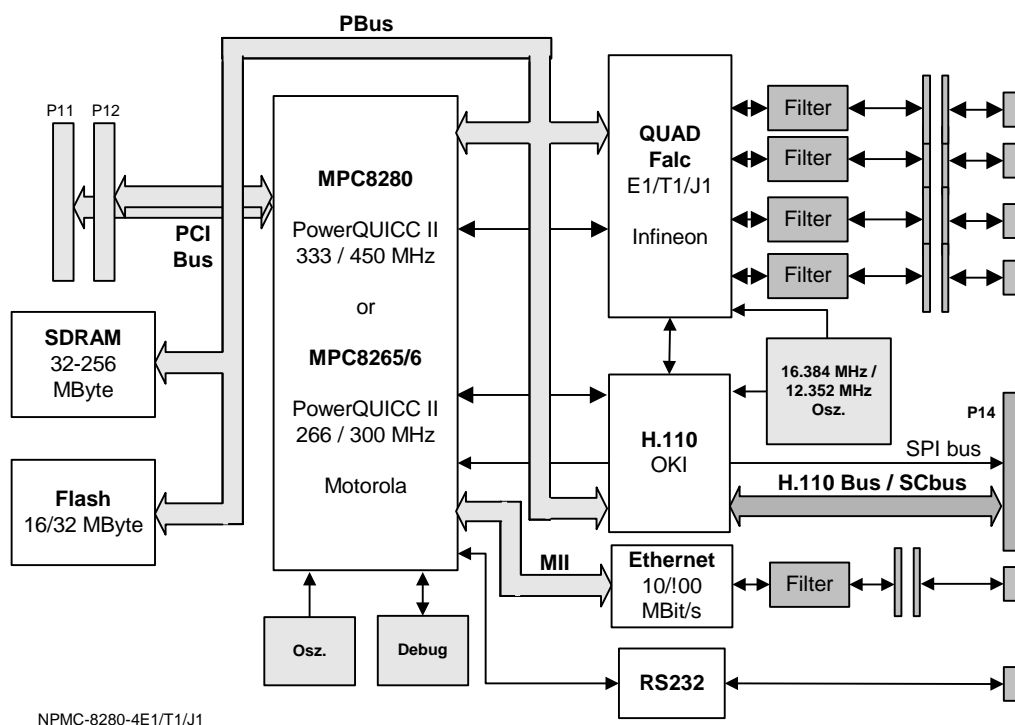 PBus
P11
P12
MPC8280
PowerQUICC II
333 / 450 MHz
or
MPC8265/6
PowerQUICC II
266 / 300 MHz
Motorola
PCI
Bus
SDRAM
32-256
MByte
Flash
16/32 MByte
QUAD
Falc
E1/T1/J1
Infineon
Filter
Filter
Filter
Filter
16.384 MHz /
12.352 MHz
Osz.
H.110
OKI
P14
SPI bus
H.110 Bus / SCbus
MII
Ethernet
10/!00
MBit/s
Filter
Osz.
Debug
RS232
NPMC-8280-4E1/T1/J1